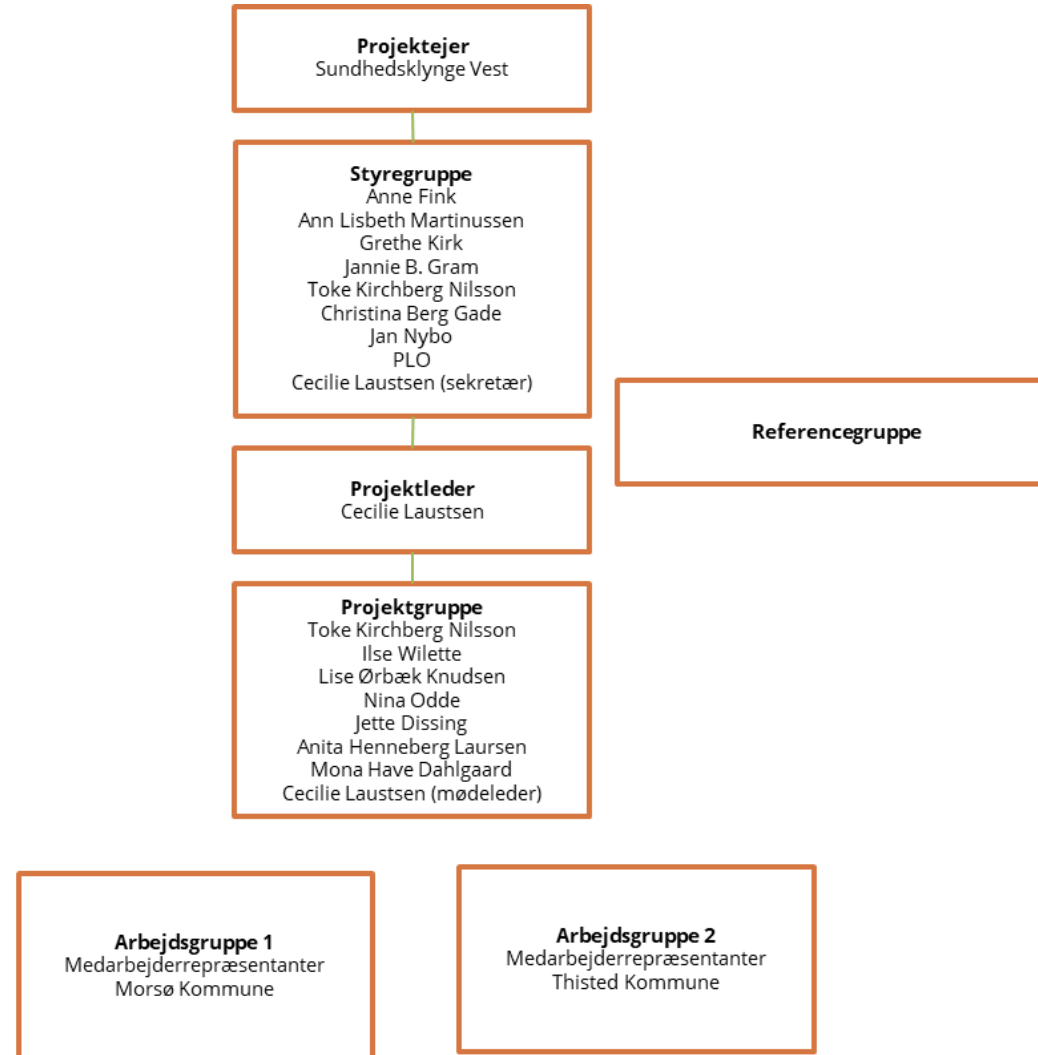 Projektejer
Sundhedsklynge Vest
Styregruppe
Anne Fink
Ann Lisbeth Martinussen
Grethe Kirk
Jannie B. Gram
Toke Kirchberg Nilsson
Christina Berg Gade
Jan Nybo
PLO
Cecilie Laustsen (sekretær)
Referencegruppe
Projektleder
Cecilie Laustsen
Projektgruppe
Toke Kirchberg Nilsson
Ilse Wilette
Lise Ørbæk Knudsen
Nina Odde
Jette Dissing
Anita Henneberg Laursen
Mona Have Dahlgaard
Cecilie Laustsen (mødeleder)
Arbejdsgruppe 1
Medarbejderrepræsentanter
Morsø Kommune
Arbejdsgruppe 2
Medarbejderrepræsentanter
Thisted Kommune